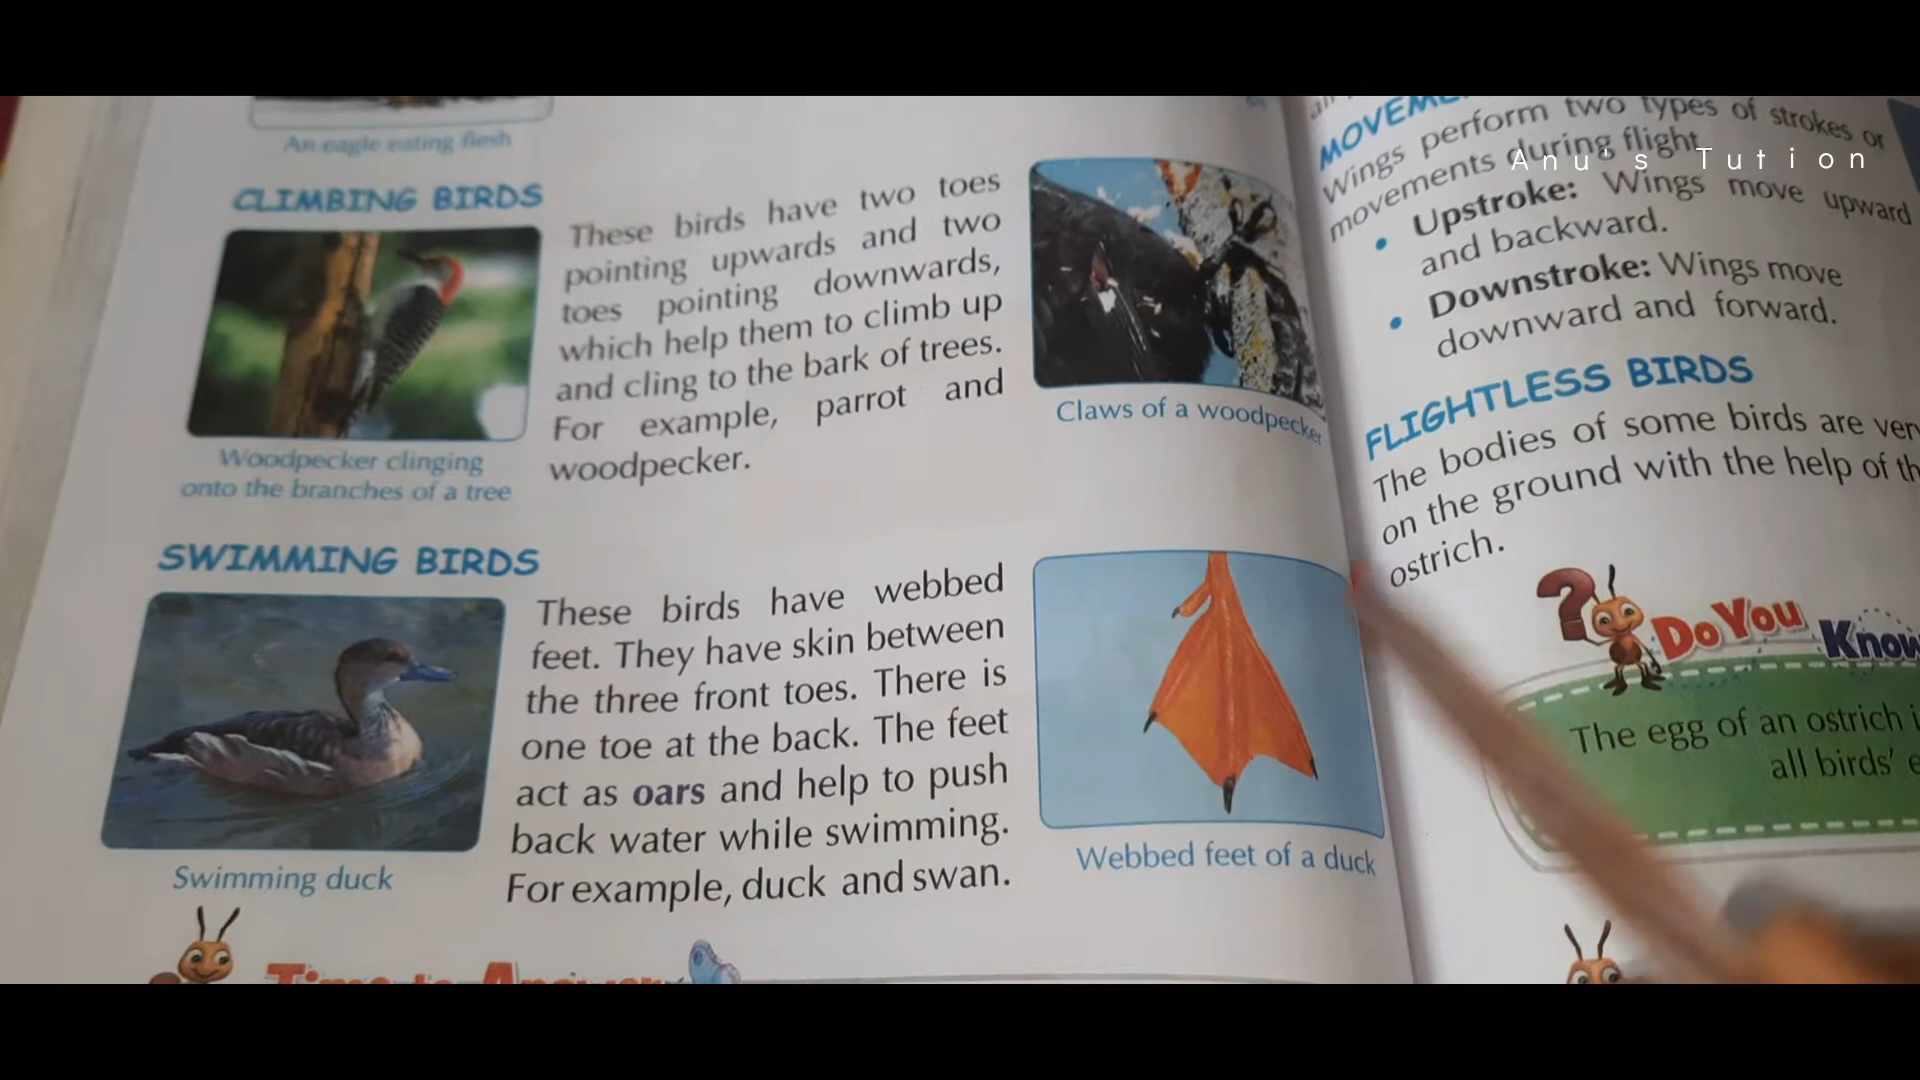 An eagle eating flesh
CLIMBING BIRDS
These birds have two toes
pointing upwards and two
toes pointing downwards,
which help them to climb up
and cling to the bark of trees.
For example, parrot and
woodpecker.
Woodpecker clinging
onto the branches of a tree
Claws of a woodpecker
SWIMMING BIRDS
These birds have webbed
feet. They have skin between
the three front toes. There is
one toe at the back. The feet
act as oars and help to push
back water while swimming.
For example, duck and swan.
Swimming duck
Webbed feet of a duck
Time to Answer
Wings perform two types of strokes or
movements during flight
Anu's Tution
• Upstroke: Wings move upward
and backward.
• Downstroke: Wings move
downward and forward.
FLIGHTLESS BIRDS
The bodies of some birds are
on the ground with the help of
ostrich.
Do You
The egg of an ostrich
all birds'